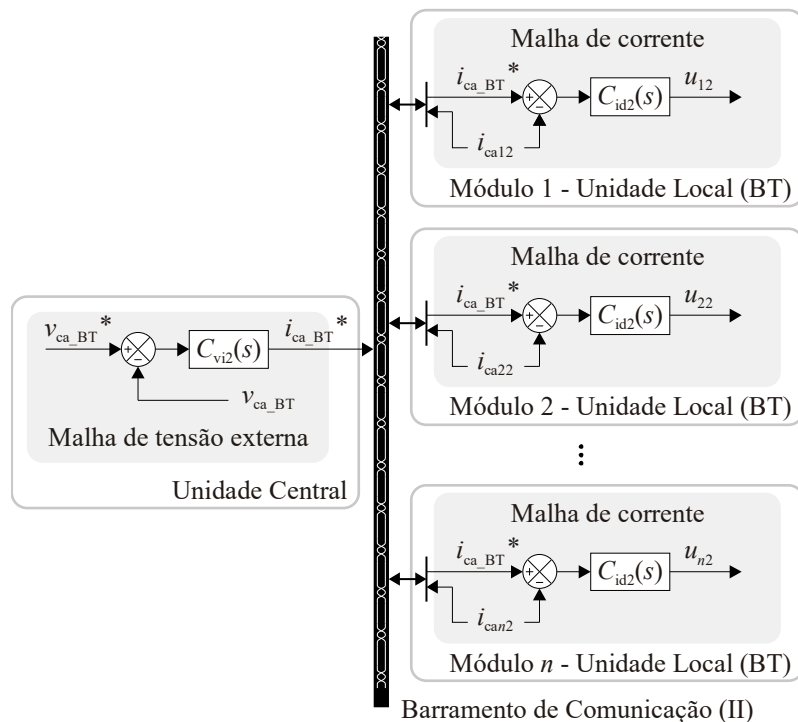 Malha de corrente
i_ca_BT*
+
−
C_id2(s)
u_12
i_ca12
Módulo 1 - Unidade Local (BT)
Malha de corrente
i_ca_BT*
+
−
C_id2(s)
u_22
i_ca22
Módulo 2 - Unidade Local (BT)
v_ca_BT*
+
−
C_vi2(s)
i_ca_BT*
v_ca_BT
Malha de tensão externa
Unidade Central
⋮
Malha de corrente
i_ca_BT*
+
−
C_id2(s)
u_n2
i_can2
Módulo n - Unidade Local (BT)
Barramento de Comunicação (II)